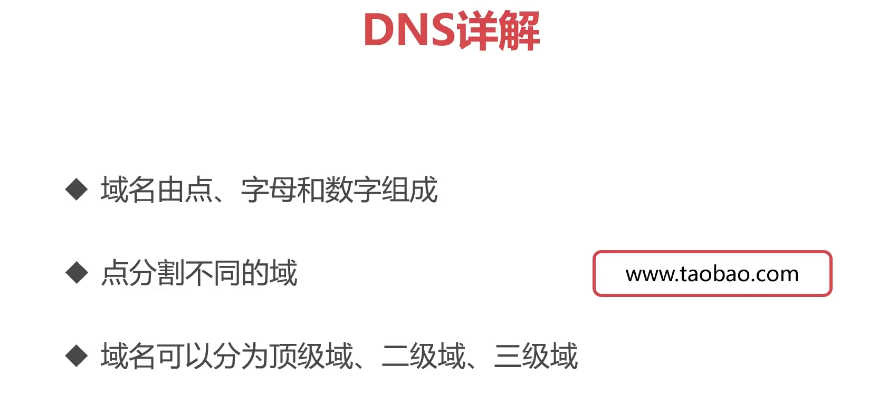 DNS详解
◆ 域名由点、字母和数字组成
◆ 点分割不同的域
www.taobao.com
◆ 域名可以分为顶级域、二级域、三级域